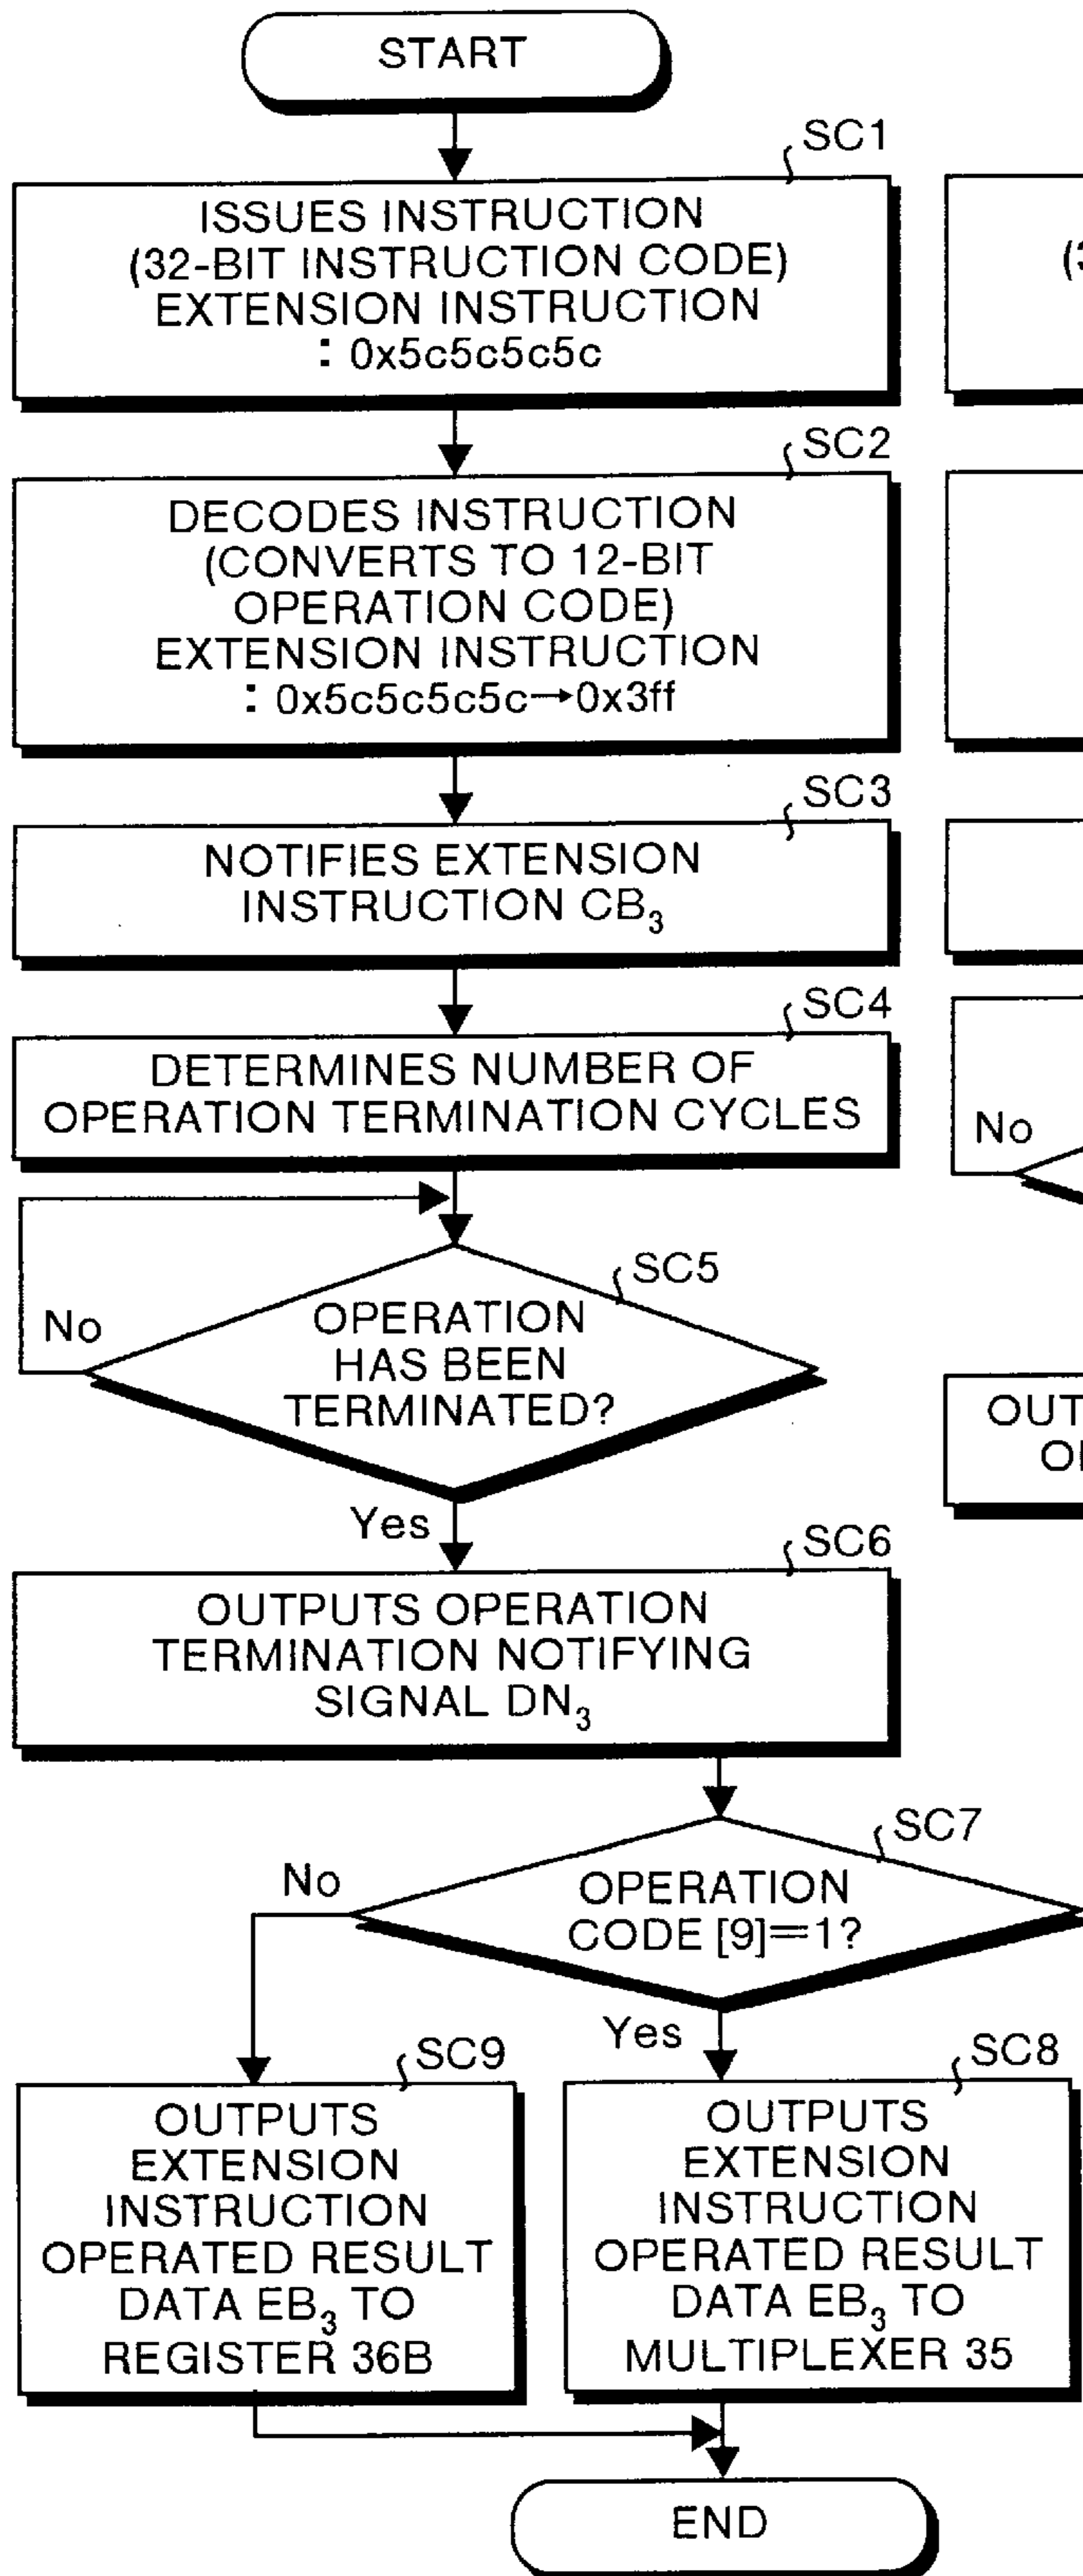 START
SC1
ISSUES INSTRUCTION
(32-BIT INSTRUCTION CODE)
EXTENSION INSTRUCTION
: 0x5c5c5c5c
(3
SC2
DECODES INSTRUCTION
(CONVERTS TO 12-BIT
OPERATION CODE)
EXTENSION INSTRUCTION
: 0x5c5c5c5c→0x3ff
SC3
NOTIFIES EXTENSION
INSTRUCTION CB₃
SC4
DETERMINES NUMBER OF
OPERATION TERMINATION CYCLES
No
SC5
No
OPERATION
HAS BEEN
TERMINATED?
OUT
Yes
SC6
OUTPUTS OPERATION
TERMINATION NOTIFYING
SIGNAL DN₃
SC7
No
OPERATION
CODE [9]=1?
Yes
SC9
OUTPUTS
EXTENSION
INSTRUCTION
OPERATED RESULT
DATA EB₃ TO
REGISTER 36B
SC8
OUTPUTS
EXTENSION
INSTRUCTION
OPERATED RESULT
DATA EB₃ TO
MULTIPLEXER 35
END